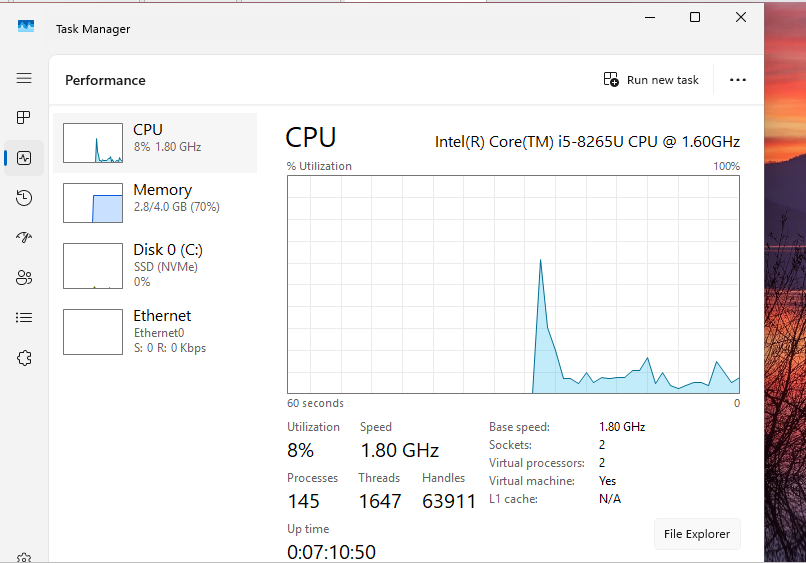 Task Manager
Performance
Run new task
CPU
8% 1.80 GHz
Memory
2.8/4.0 GB (70%)
Disk 0 (C:)
SSD (NVMe)
0%
Ethernet
Ethernet0
S: 0 R: 0 Kbps
CPU Intel(R) Core(TM) i5-8265U CPU @ 1.60GHz
% Utilization 100%
60 seconds 0
Utilization Speed
8% 1.80 GHz
Processes Threads Handles
145 1647 63911
Up time
0:07:10:50
Base speed: 1.80 GHz
Sockets: 2
Virtual processors: 2
Virtual machine: Yes
L1 cache: N/A
File Explorer